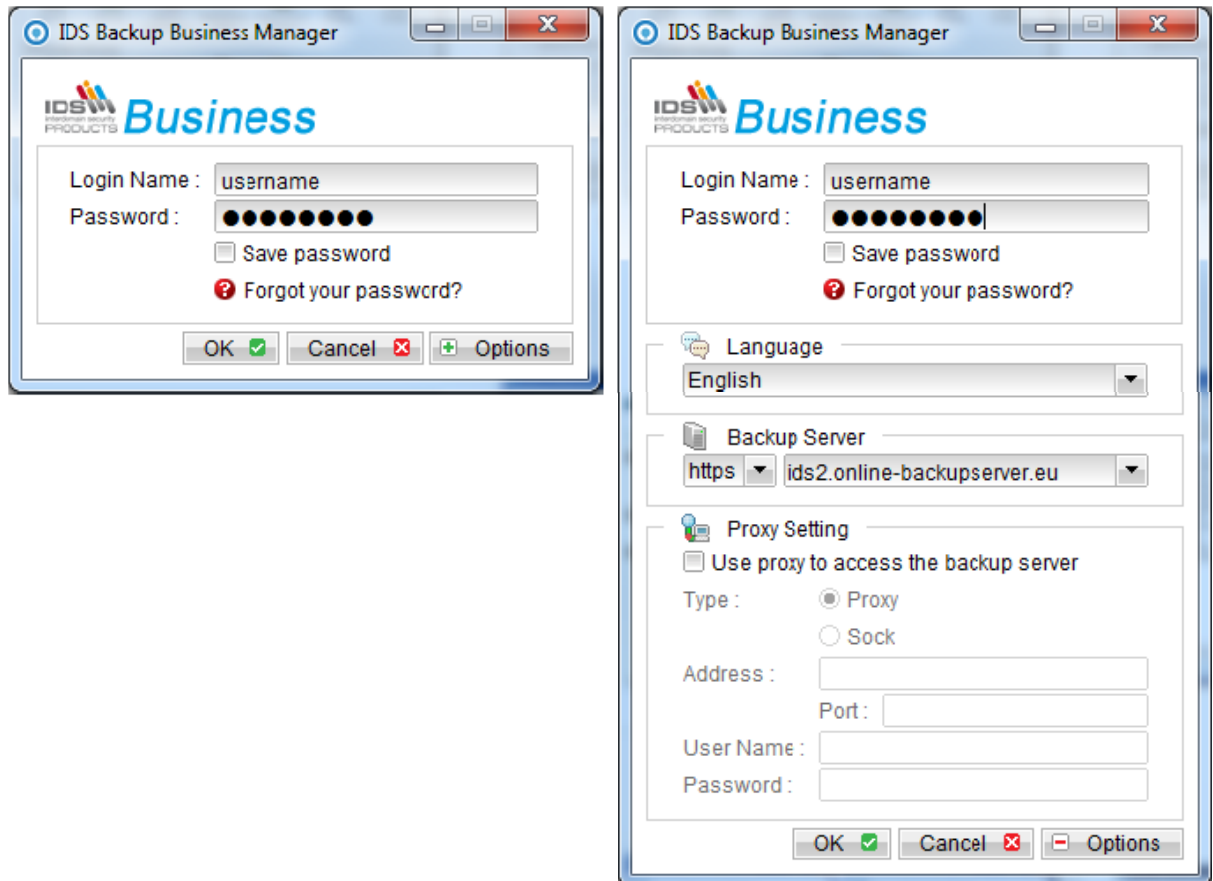 IDS Backup Business Manager
IDS
interdomain security
PRODUCTS
Business
Login Name : username
Password : ●●●●●●●●
Save password
Forgot your password?
OK Cancel Options
IDS Backup Business Manager
IDS
interdomain security
PRODUCTS
Business
Login Name : username
Password : ●●●●●●●●
Save password
Forgot your password?
Language
English
Backup Server
https ids2.online-backupserver.eu
Proxy Setting
Use proxy to access the backup server
Type : Proxy
Sock
Address :
Port :
User Name :
Password :
OK Cancel Options